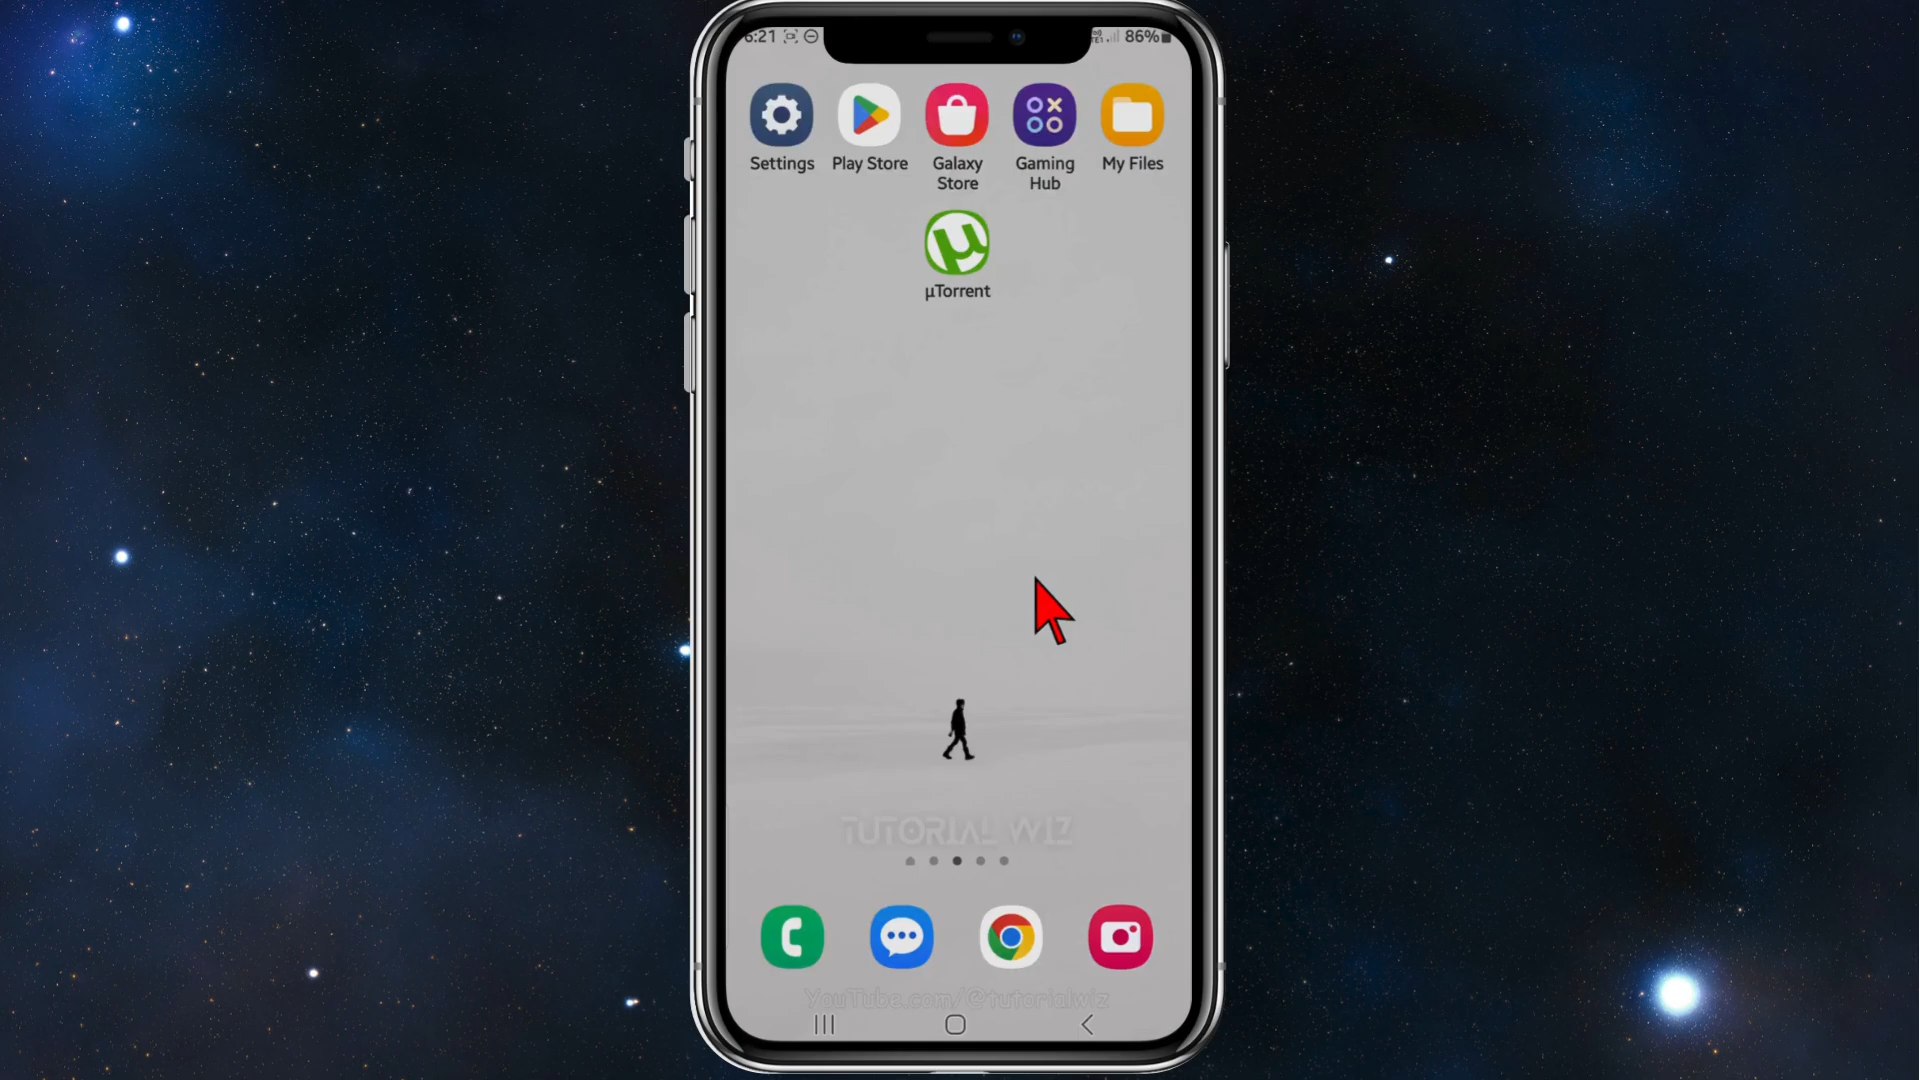 6:21 86%
Settings Play Store Galaxy Store Gaming Hub My Files
µTorrent
TUTORIAL WIZ
YouTube.com/@tutorialwiz